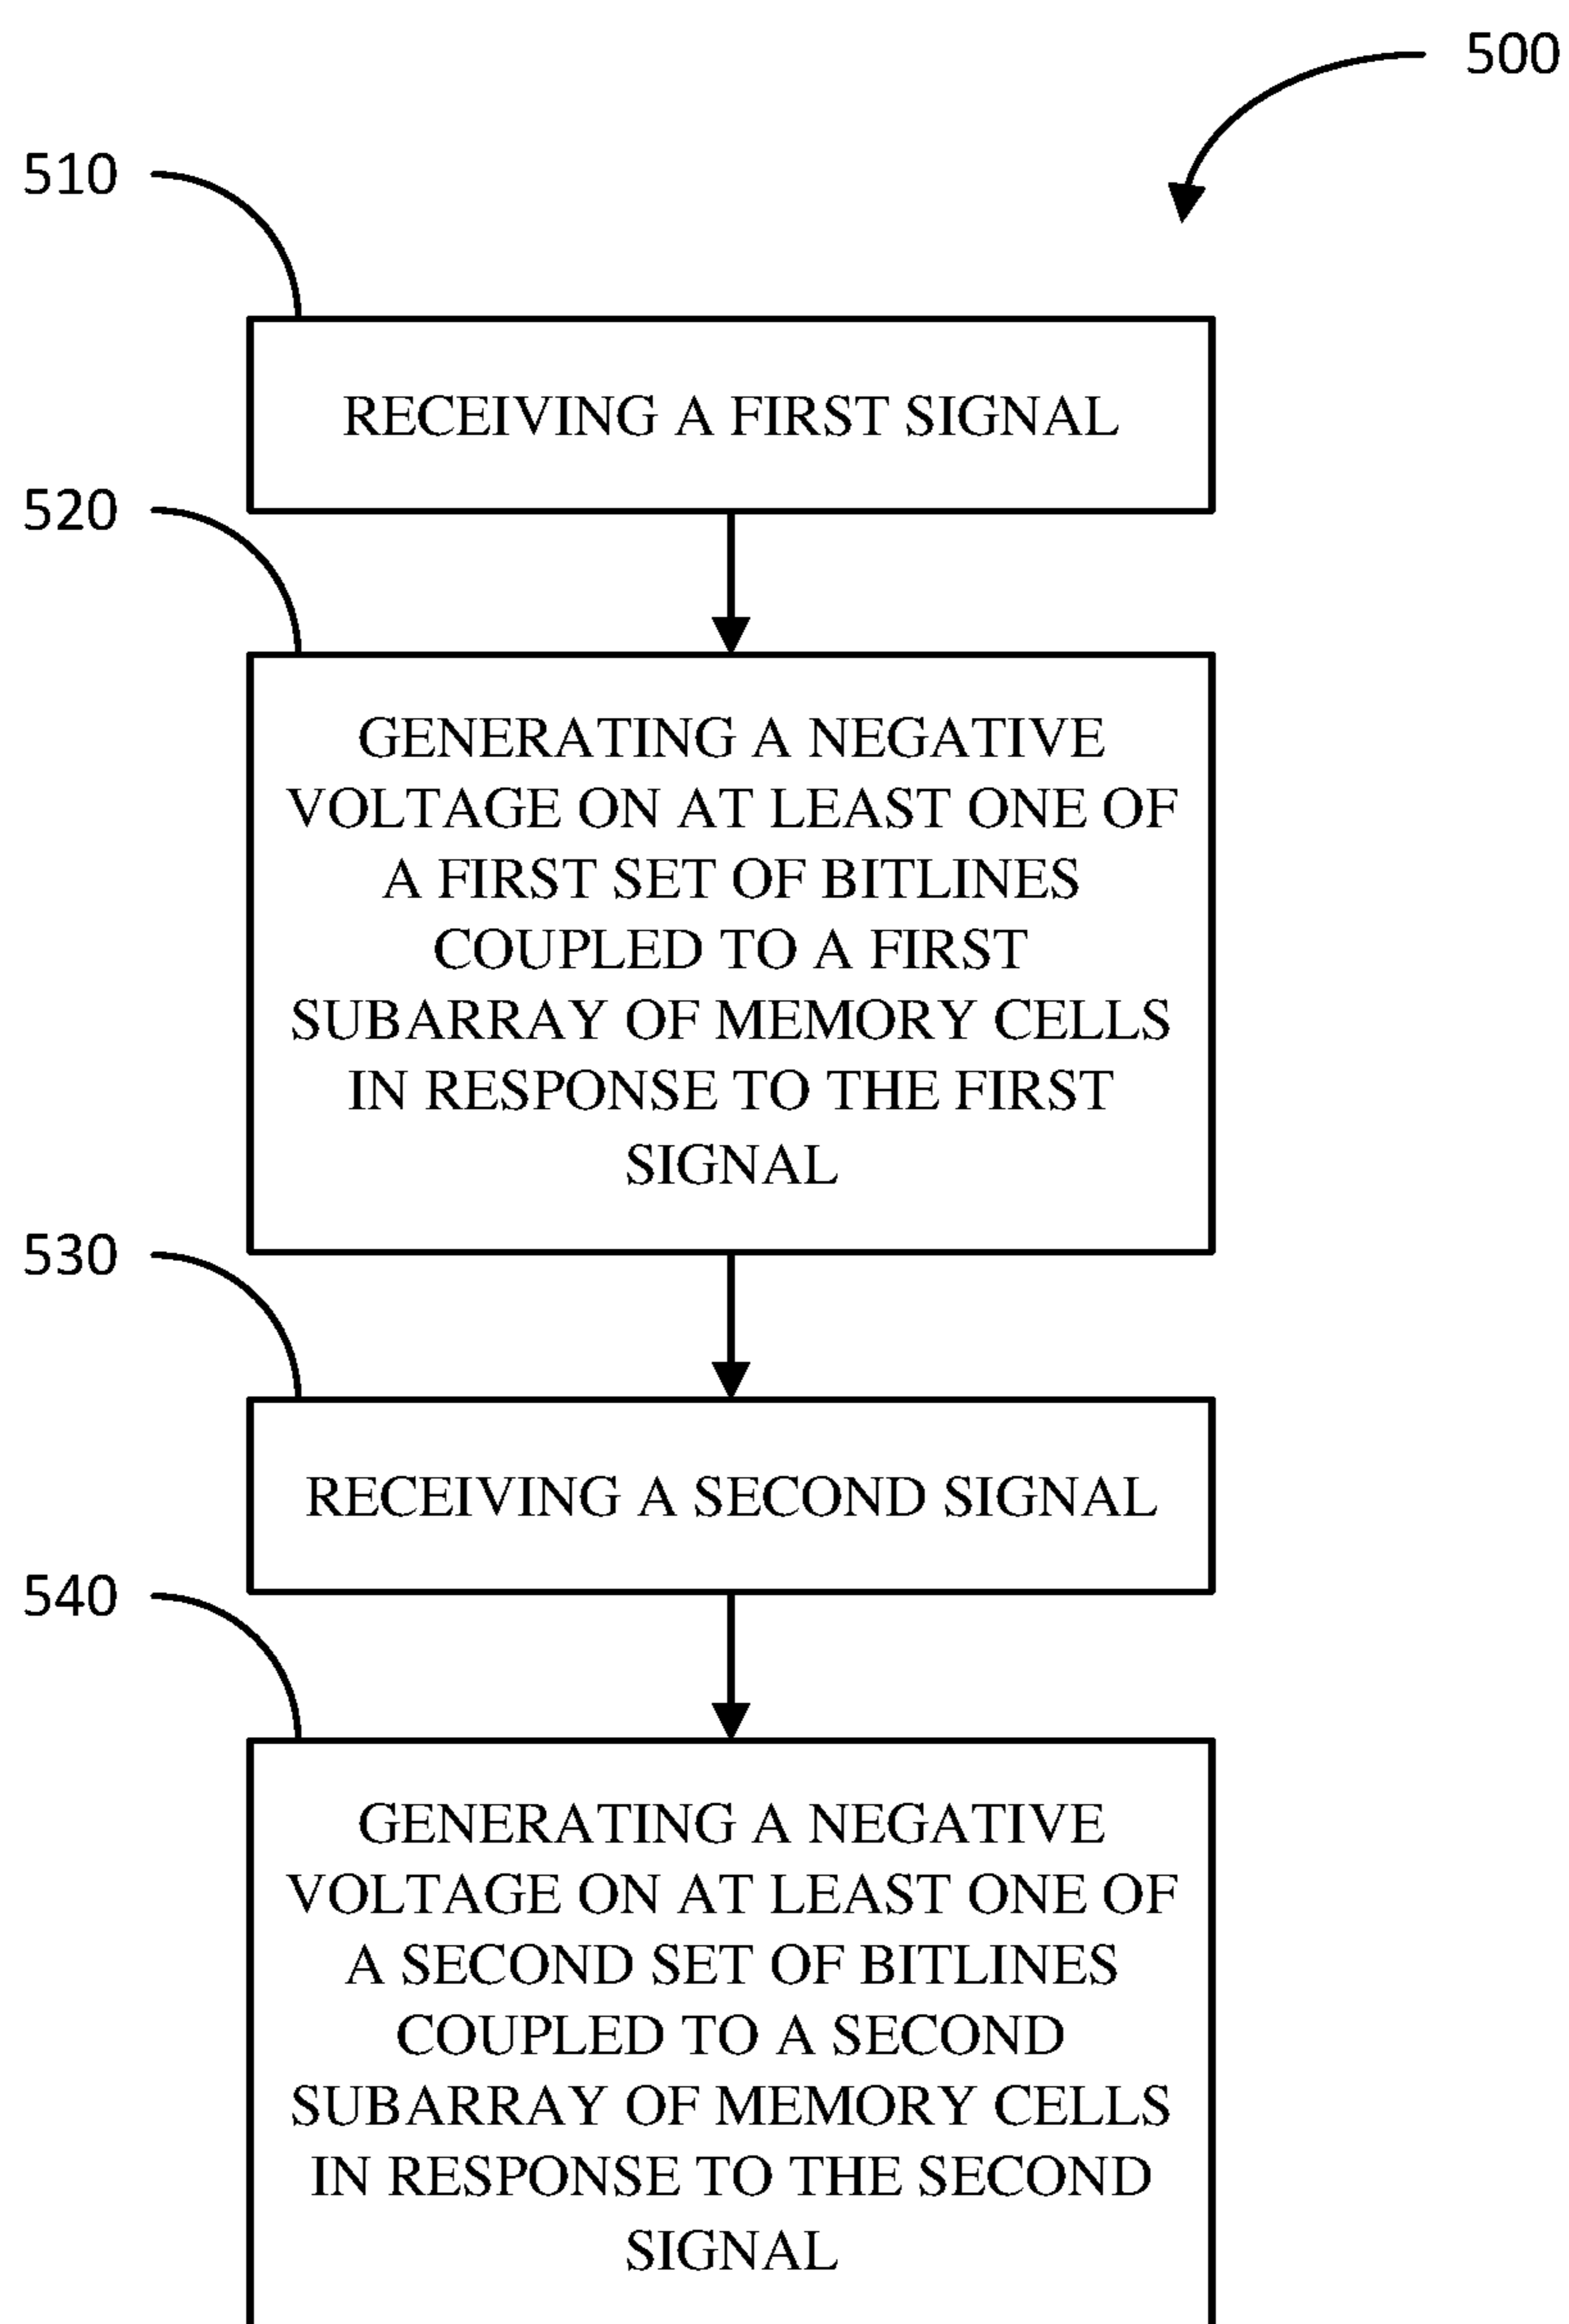 500
510
RECEIVING A FIRST SIGNAL
520
GENERATING A NEGATIVE
VOLTAGE ON AT LEAST ONE OF
A FIRST SET OF BITLINES
COUPLED TO A FIRST
SUBARRAY OF MEMORY CELLS
IN RESPONSE TO THE FIRST
SIGNAL
530
RECEIVING A SECOND SIGNAL
540
GENERATING A NEGATIVE
VOLTAGE ON AT LEAST ONE OF
A SECOND SET OF BITLINES
COUPLED TO A SECOND
SUBARRAY OF MEMORY CELLS
IN RESPONSE TO THE SECOND
SIGNAL